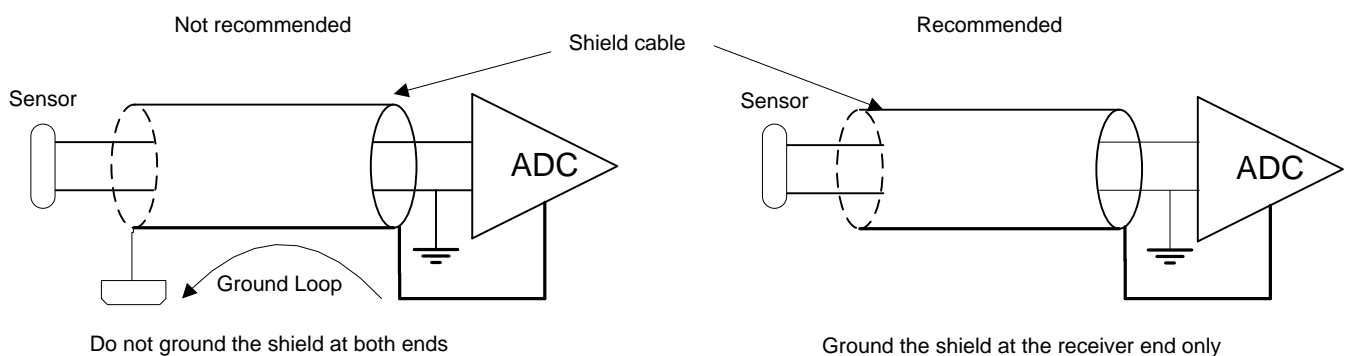 Not recommended
Recommended
Shield cable
Sensor
Sensor
ADC
ADC
Ground Loop
Do not ground the shield at both ends
Ground the shield at the receiver end only